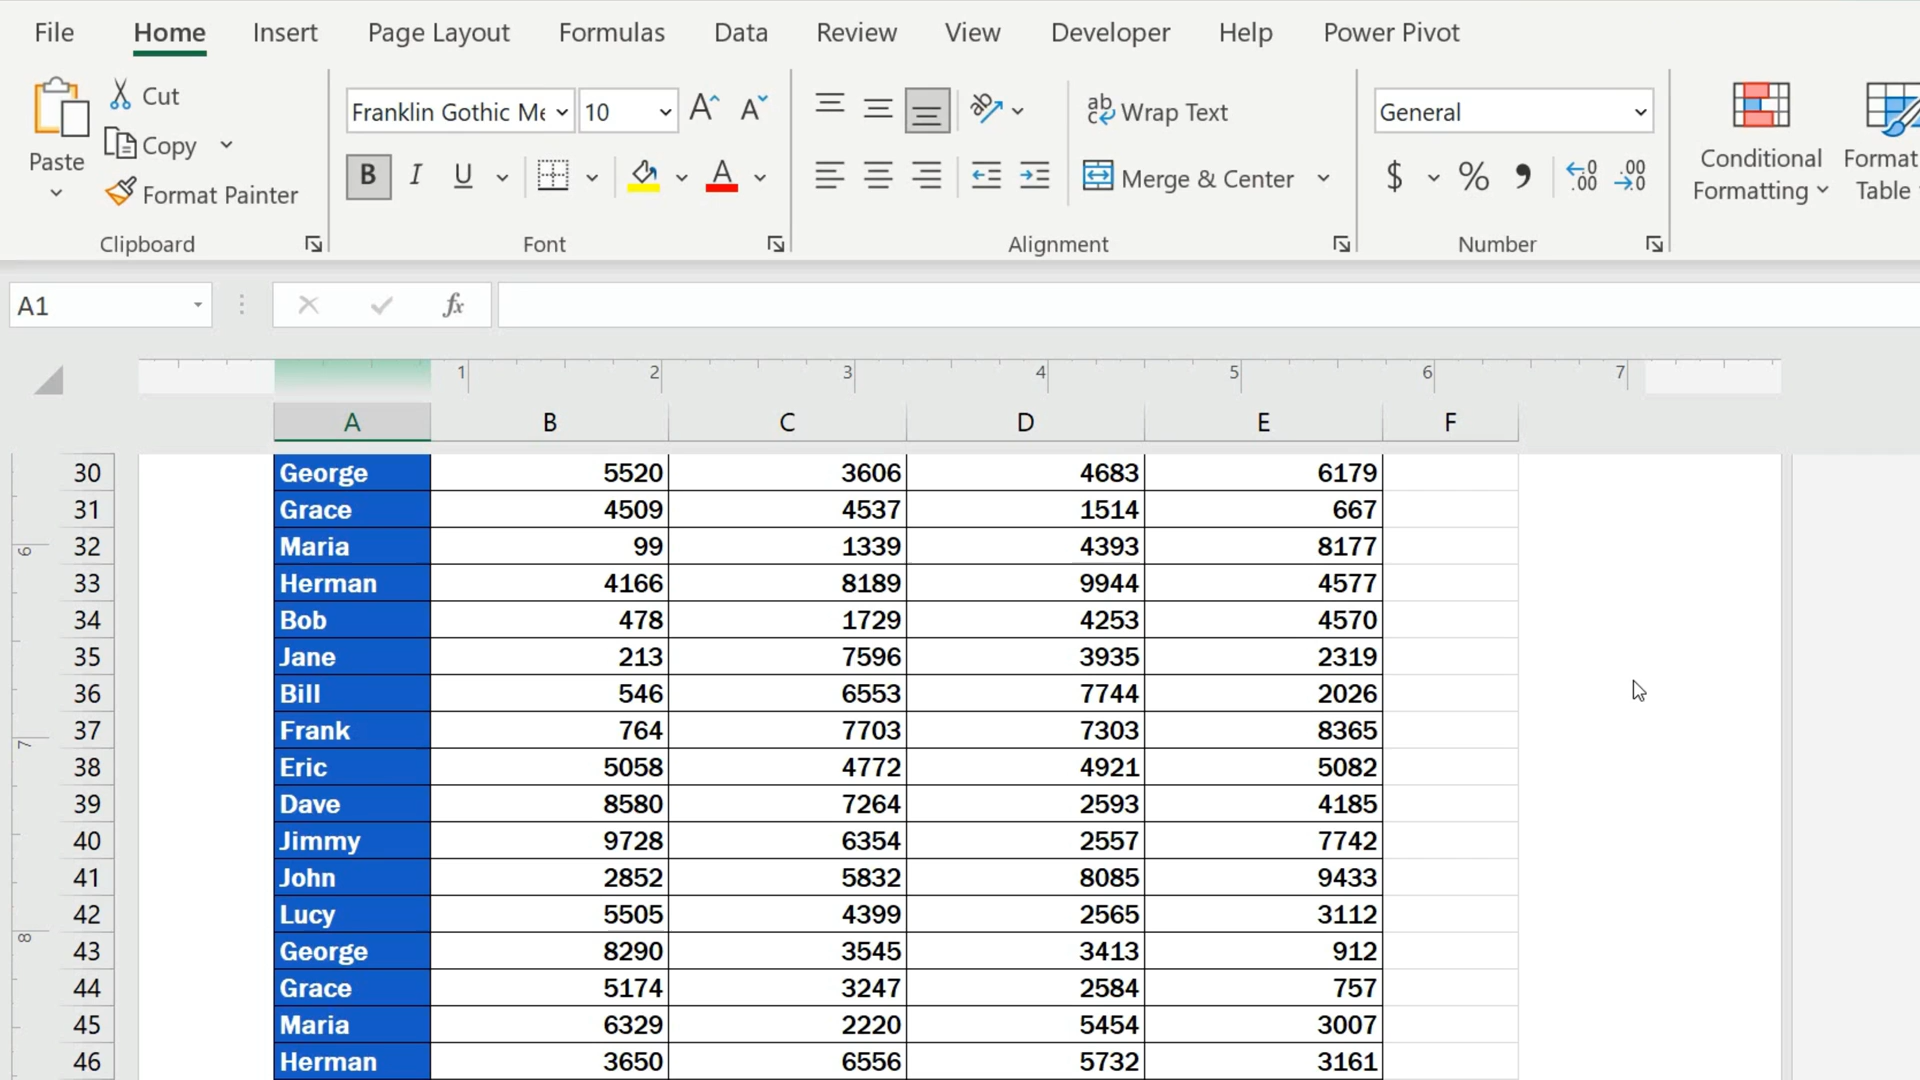 File Home Insert Page Layout Formulas Data Review View Developer Help Power Pivot
Paste
Cut
Copy
Format Painter
Clipboard
Franklin Gothic Me 10
B I U
Font
Wrap Text
Merge & Center
Alignment
General
$ % , .00 .00
Number
Conditional Formatting
Format
Table
A1 fx
1 2 3 4 5 6 7
A B C D E F
30 George 5520 3606 4683 6179
31 Grace 4509 4537 1514 667
32 Maria 99 1339 4393 8177
33 Herman 4166 8189 9944 4577
34 Bob 478 1729 4253 4570
35 Jane 213 7596 3935 2319
36 Bill 546 6553 7744 2026
37 Frank 764 7703 7303 8365
38 Eric 5058 4772 4921 5082
39 Dave 8580 7264 2593 4185
40 Jimmy 9728 6354 2557 7742
41 John 2852 5832 8085 9433
42 Lucy 5505 4399 2565 3112
43 George 8290 3545 3413 912
44 Grace 5174 3247 2584 757
45 Maria 6329 2220 5454 3007
46 Herman 3650 6556 5732 3161
6
7
8